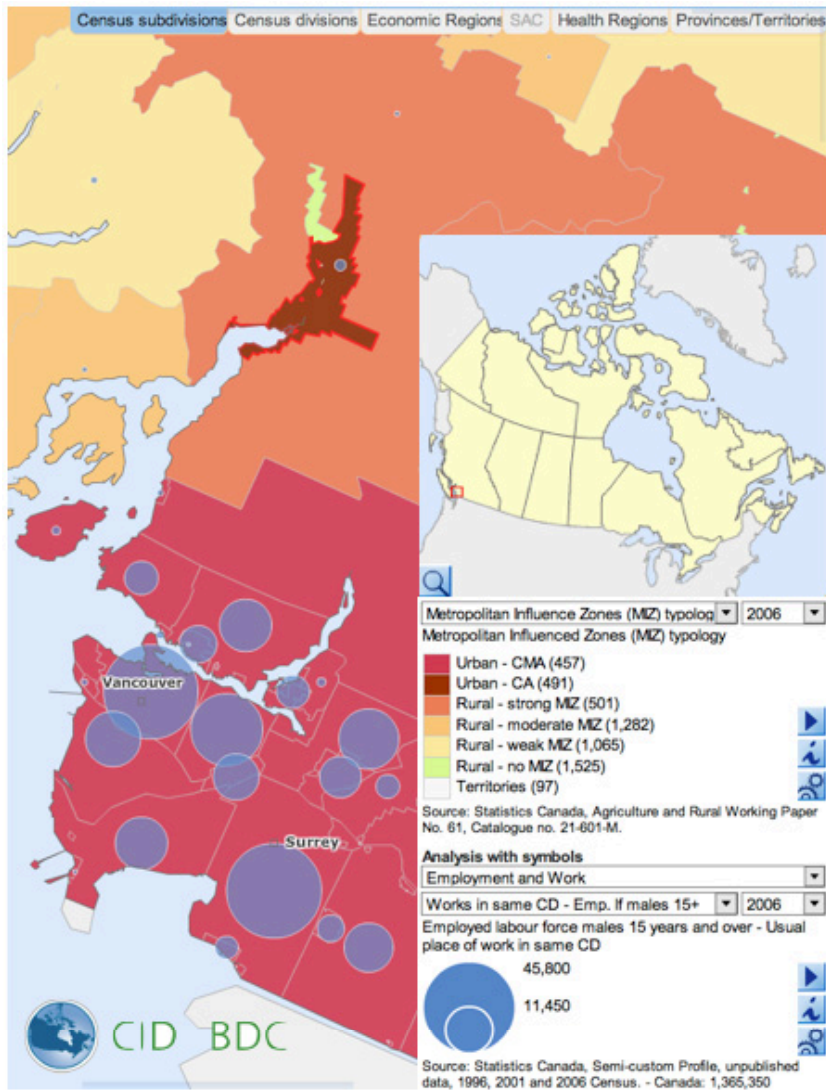 Census subdivisions Census divisions Economic Regions SAC Health Regions Provinces/Territories
Vancouver
Surrey
CID BDC
Metropolitan Influence Zones (MIZ) typolog 2006
Metropolitan Influenced Zones (MIZ) typology
Urban - CMA (457)
Urban - CA (491)
Rural - strong MIZ (501)
Rural - moderate MIZ (1,282)
Rural - weak MIZ (1,065)
Rural - no MIZ (1,525)
Territories (97)
Source: Statistics Canada, Agriculture and Rural Working Paper
No. 61, Catalogue no. 21-601-M.
Analysis with symbols
Employment and Work
Works in same CD - Emp. lf males 15+ 2006
Employed labour force males 15 years and over - Usual
place of work in same CD
45,800
11,450
Source: Statistics Canada, Semi-custom Profile, unpublished
data, 1996, 2001 and 2006 Census. - Canada: 1,365,350